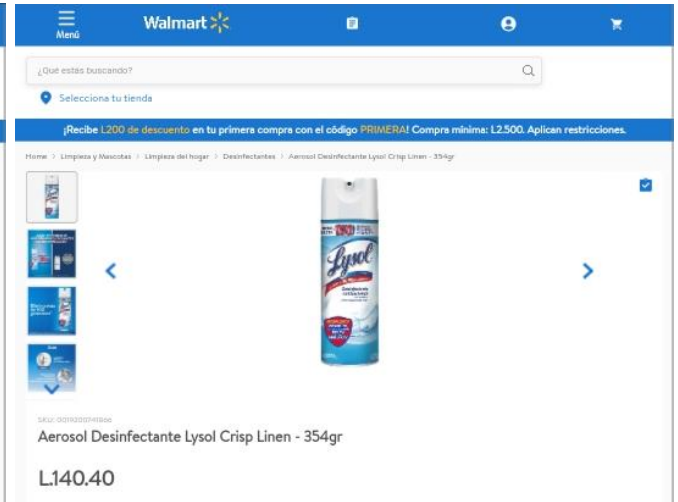 Menú
Walmart
¿Qué estás buscando?
Selecciona tu tienda
¡Recibe L200 de descuento en tu primera compra con el código PRIMERA! Compra mínima: L2.500. Aplican restricciones.
Home > Limpieza y Mascotas > Limpieza del hogar > Desinfectantes > Aerosol Desinfectante Lysol Crisp Linen - 354gr
Lysol
Desinfectante
Aerosol Desinfectante Lysol Crisp Linen - 354gr
L.140.40